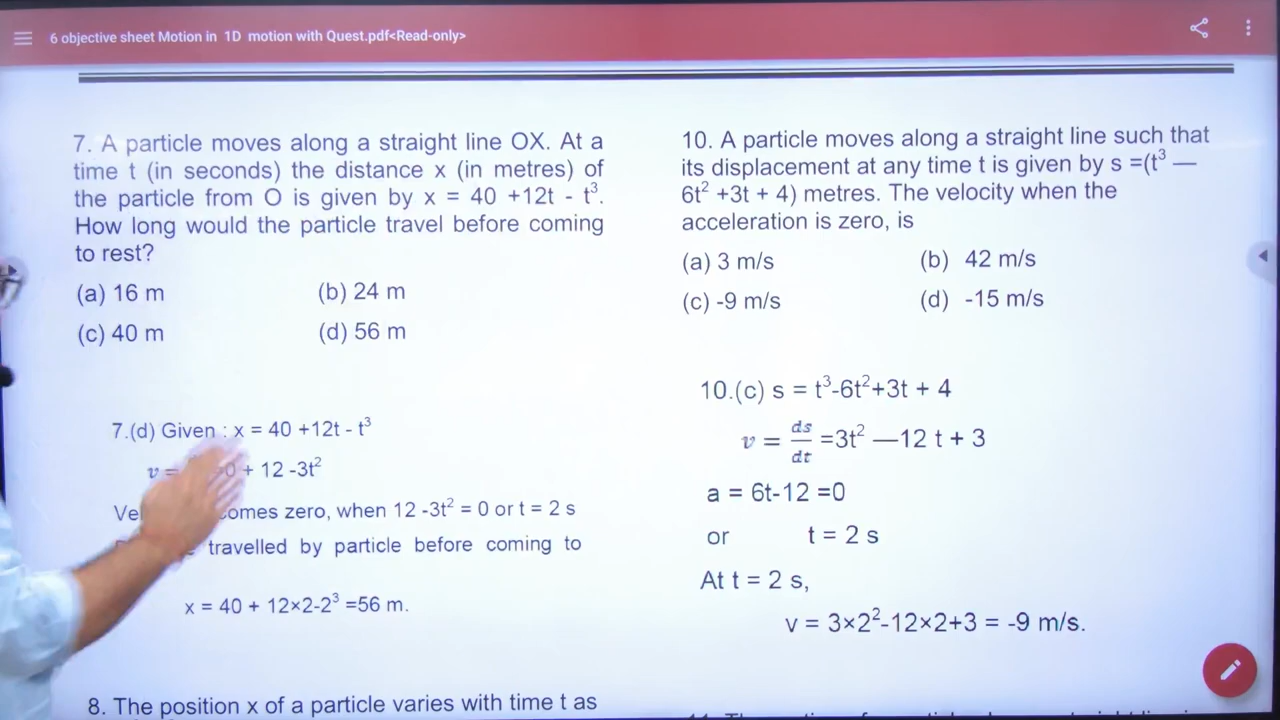 6 objective sheet Motion in 1D motion with Quest.pdf<Read-only>
7. A particle moves along a straight line OX. At a
time t (in seconds) the distance x (in metres) of
the particle from O is given by x = 40 +12t - t³.
How long would the particle travel before coming
to rest?
(a) 16 m (b) 24 m
(c) 40 m (d) 56 m
7.(d) Given : x = 40 +12t - t³
v = + 12 -3t²
comes zero, when 12 -3t² = 0 or t = 2 s
travelled by particle before coming to
x = 40 + 12×2-2³ =56 m.
8. The position x of a particle varies with time t as
10. A particle moves along a straight line such that
its displacement at any time t is given by s =(t³ —
6t² +3t + 4) metres. The velocity when the
acceleration is zero, is
(a) 3 m/s (b) 42 m/s
(c) -9 m/s (d) -15 m/s
10.(c) s = t³-6t²+3t + 4
v = ds/dt =3t² —12 t + 3
a = 6t-12 =0
or t = 2 s
At t = 2 s,
v = 3×2²-12×2+3 = -9 m/s.